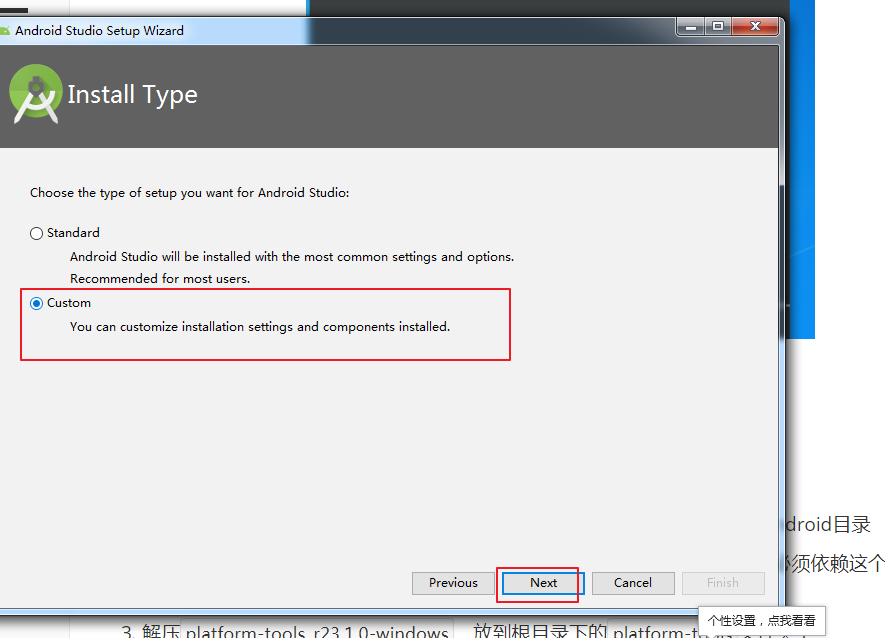 Android Studio Setup Wizard
Install Type
Choose the type of setup you want for Android Studio:
Standard
Android Studio will be installed with the most common settings and options.
Recommended for most users.
Custom
You can customize installation settings and components installed.
droid目录
须依赖这个
Previous
Next
Cancel
Finish
个性设置，点我看看
3. 解压 platform-tools_r23.1.0-windows 放到根目录下的 platform-t